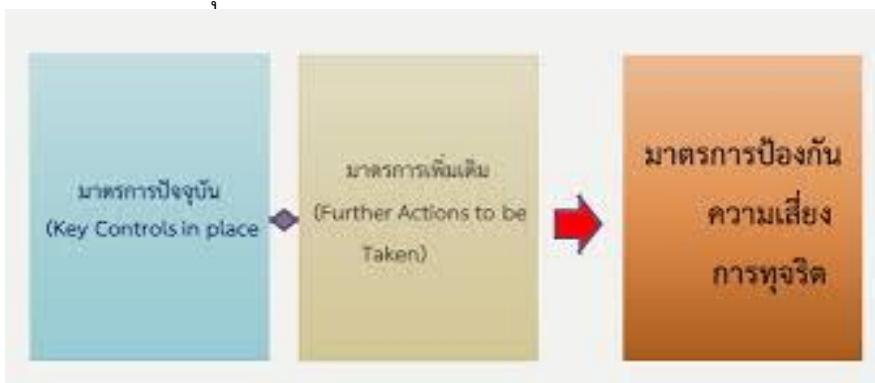 มาตรการปัจจุบัน
(Key Controls in place
มาตรการเพิ่มเติม
(Further Actions to be
Taken)
มาตรการป้องกัน
ความเสี่ยง
การทุจริต